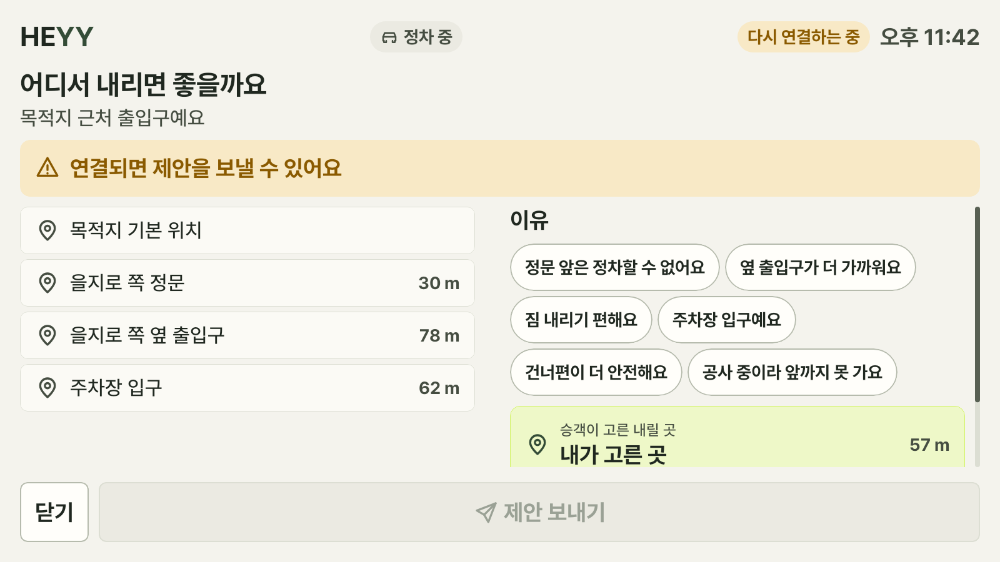 HEYY
정차 중
다시 연결하는 중
오후 11:42
어디서 내리면 좋을까요
목적지 근처 출입구예요
연결되면 제안을 보낼 수 있어요
목적지 기본 위치
을지로 쪽 정문 30 m
을지로 쪽 옆 출입구 78 m
주차장 입구 62 m
이유
정문 앞은 정차할 수 없어요
옆 출입구가 더 가까워요
짐 내리기 편해요
주차장 입구예요
건너편이 더 안전해요
공사 중이라 앞까지 못 가요
승객이 고른 내릴 곳
내가 고른 곳 57 m
닫기
제안 보내기